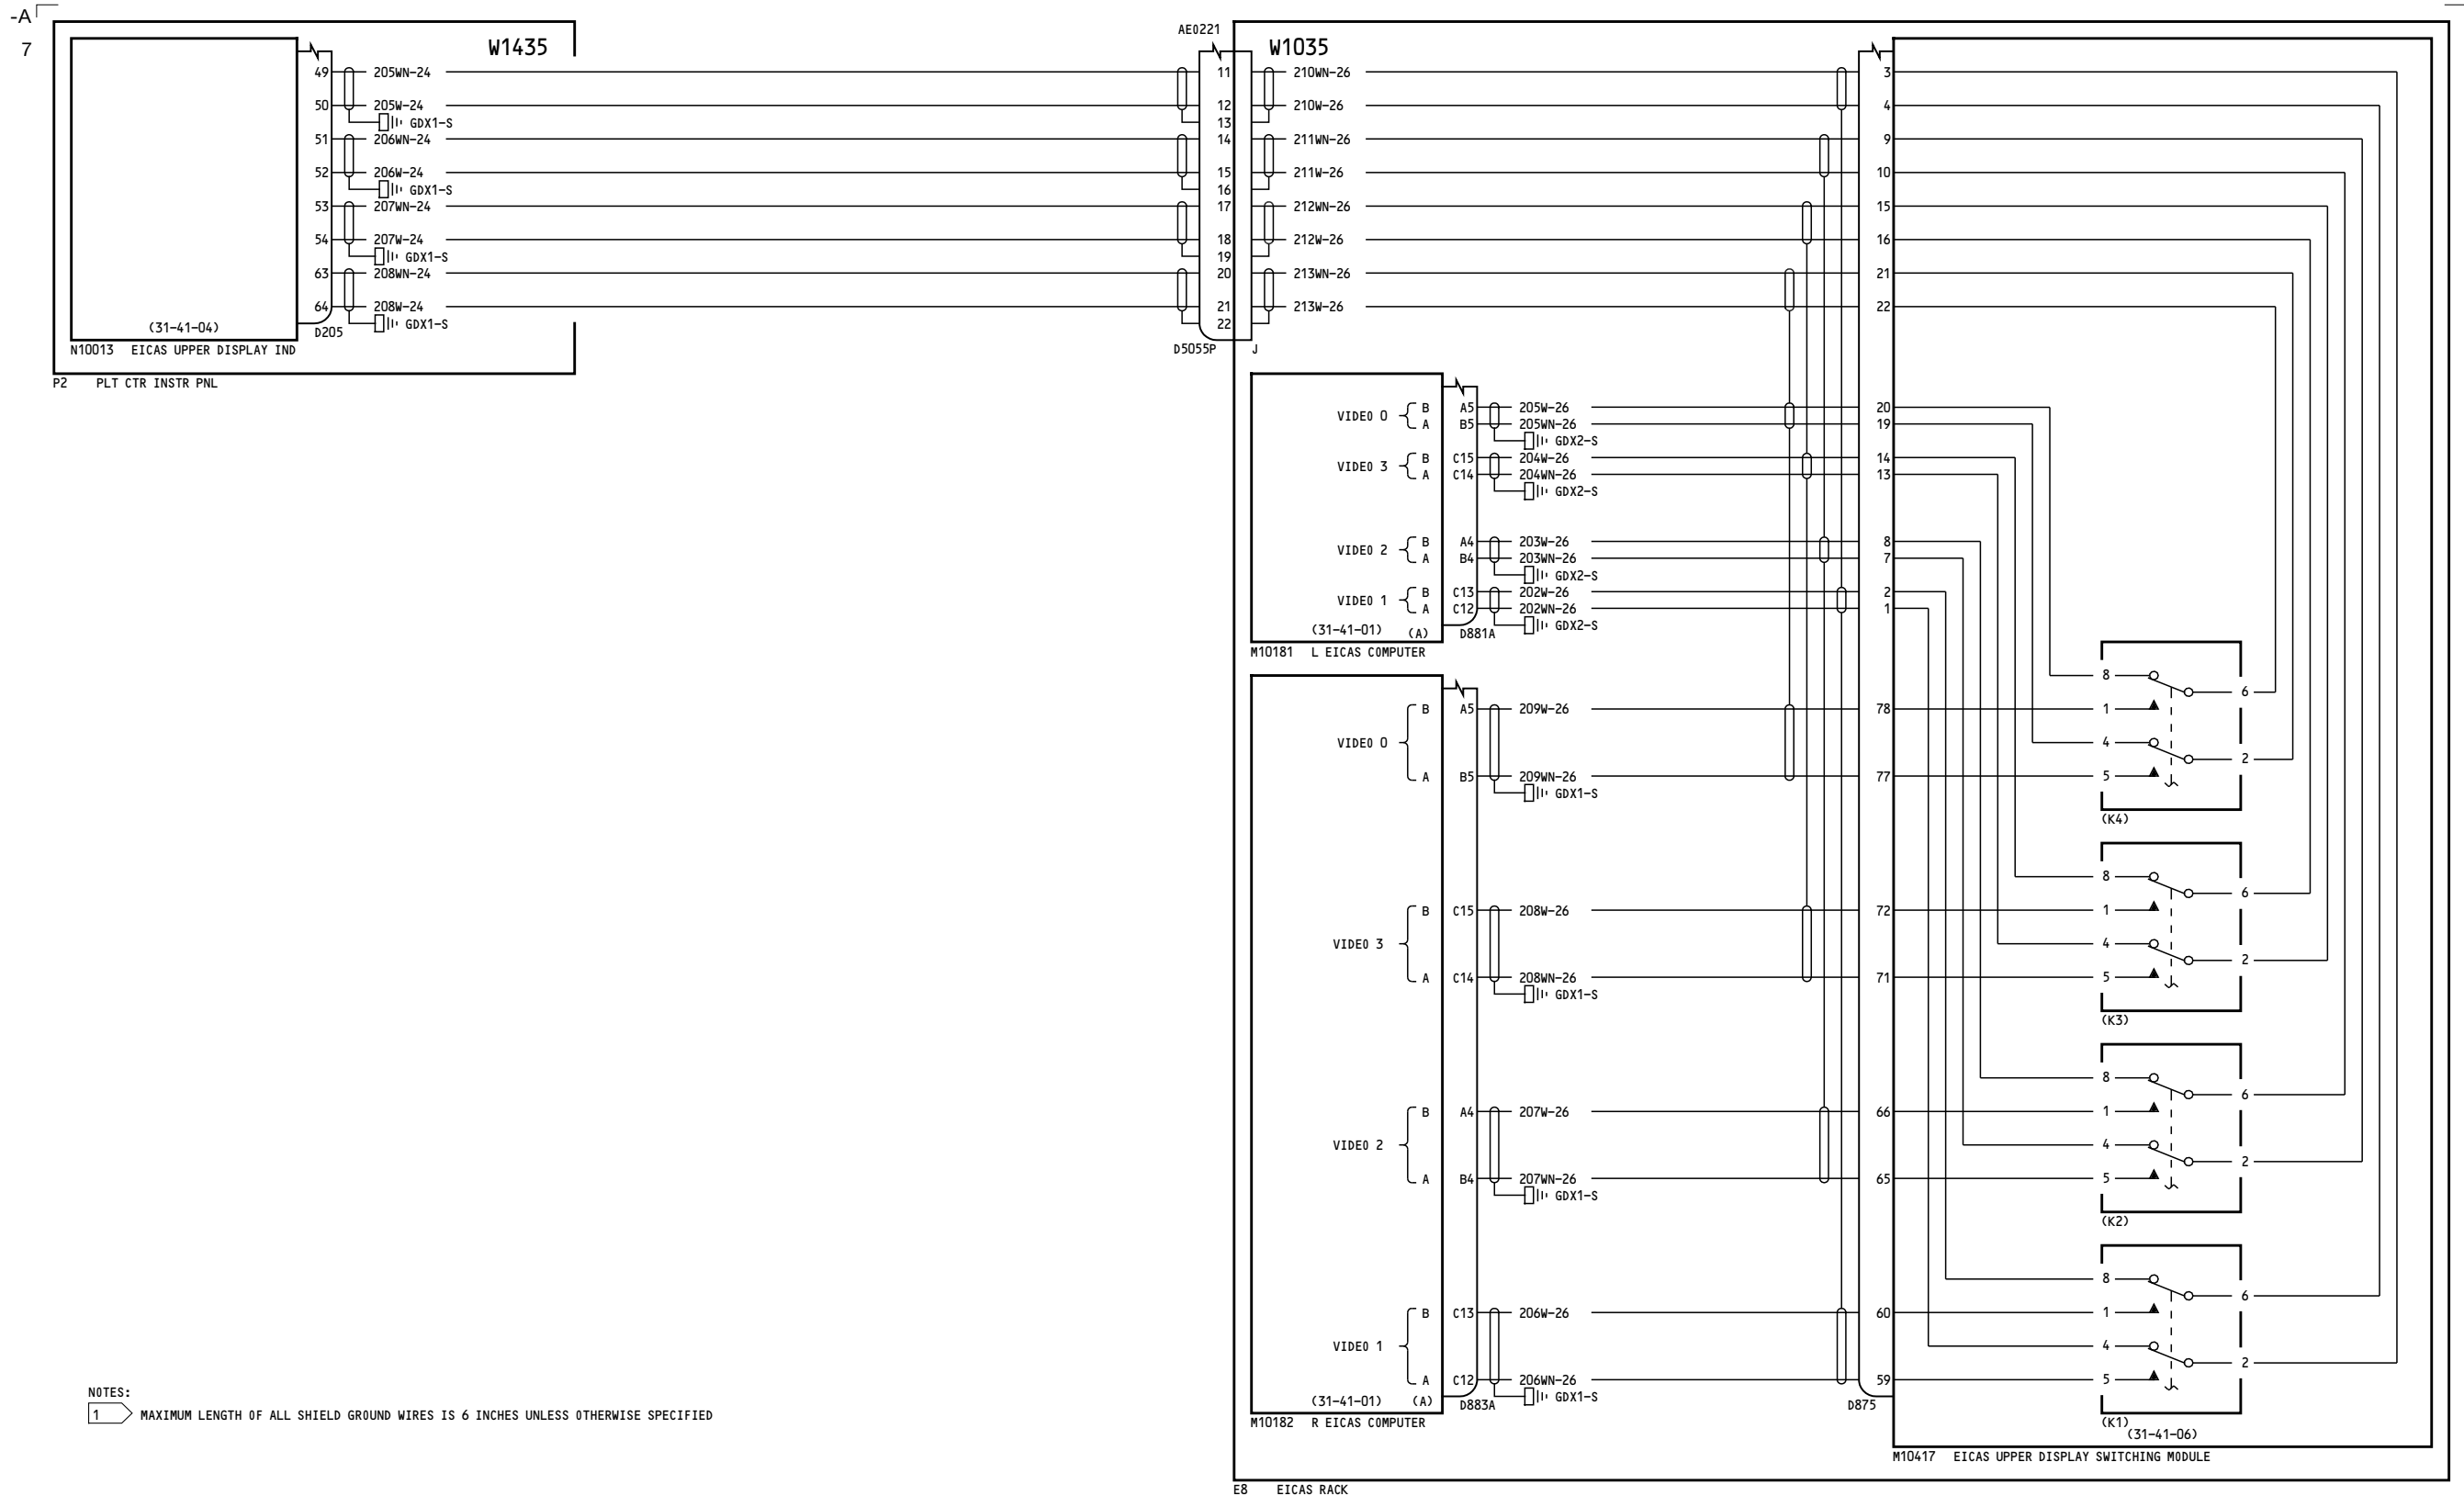 -A
7
W1435
AE0221
W1035
49 205WN-24 11 210WN-26 3
50 205W-24 12 210W-26 4
GDX1-S 13
51 206WN-24 14 211WN-26 9
52 206W-24 15 211W-26 10
GDX1-S 16
53 207WN-24 17 212WN-26 15
54 207W-24 18 212W-26 16
GDX1-S 19
63 208WN-24 20 213WN-26 21
64 208W-24 21 213W-26 22
GDX1-S 22
(31-41-04)
D205
N10013 EICAS UPPER DISPLAY IND
D5055P J
P2 PLT CTR INSTR PNL
VIDEO 0
B A5 205W-26 20
A B5 205WN-26 19
GDX2-S
VIDEO 3
B C15 204W-26 14
A C14 204WN-26 13
GDX2-S
VIDEO 2
B A4 203W-26 8
A B4 203WN-26 7
GDX2-S
VIDEO 1
B C13 202W-26 2
A C12 202WN-26 1
GDX2-S
(31-41-01) (A) D881A
M10181 L EICAS COMPUTER
8
6
B A5 209W-26 78 1
VIDEO 0
4
2
A B5 209WN-26 77 5
GDX1-S
(K4)
8
6
B C15 208W-26 72 1
VIDEO 3
4
2
A C14 208WN-26 71 5
GDX1-S
(K3)
8
6
B A4 207W-26 66 1
VIDEO 2
4
2
A B4 207WN-26 65 5
GDX1-S
(K2)
8
6
B C13 206W-26 60 1
VIDEO 1
4
2
A C12 206WN-26 59 5
GDX1-S
(31-41-01) (A) D883A
D875
M10182 R EICAS COMPUTER
(K1)
(31-41-06)
M10417 EICAS UPPER DISPLAY SWITCHING MODULE
E8 EICAS RACK
NOTES:
1 MAXIMUM LENGTH OF ALL SHIELD GROUND WIRES IS 6 INCHES UNLESS OTHERWISE SPECIFIED